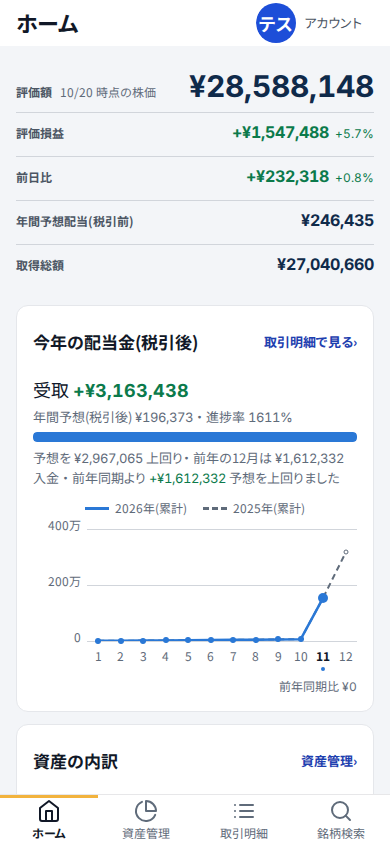 ホーム
テス アカウント
評価額 10/20 時点の株価 ¥28,588,148
評価損益 +¥1,547,488 +5.7%
前日比 +¥232,318 +0.8%
年間予想配当(税引前) ¥246,435
取得総額 ¥27,040,660
今年の配当金(税引後) 取引明細で見る›
受取 +¥3,163,438
年間予想(税引後) ¥196,373・進捗率 1611%
予想を ¥2,967,065 上回り・前年の12月は ¥1,612,332
入金・前年同期より +¥1,612,332 予想を上回りました
2026年(累計) 2025年(累計)
400万
200万
0
1 2 3 4 5 6 7 8 9 10 11 12
前年同期比 ¥0
資産の内訳 資産管理›
ホーム 資産管理 取引明細 銘柄検索